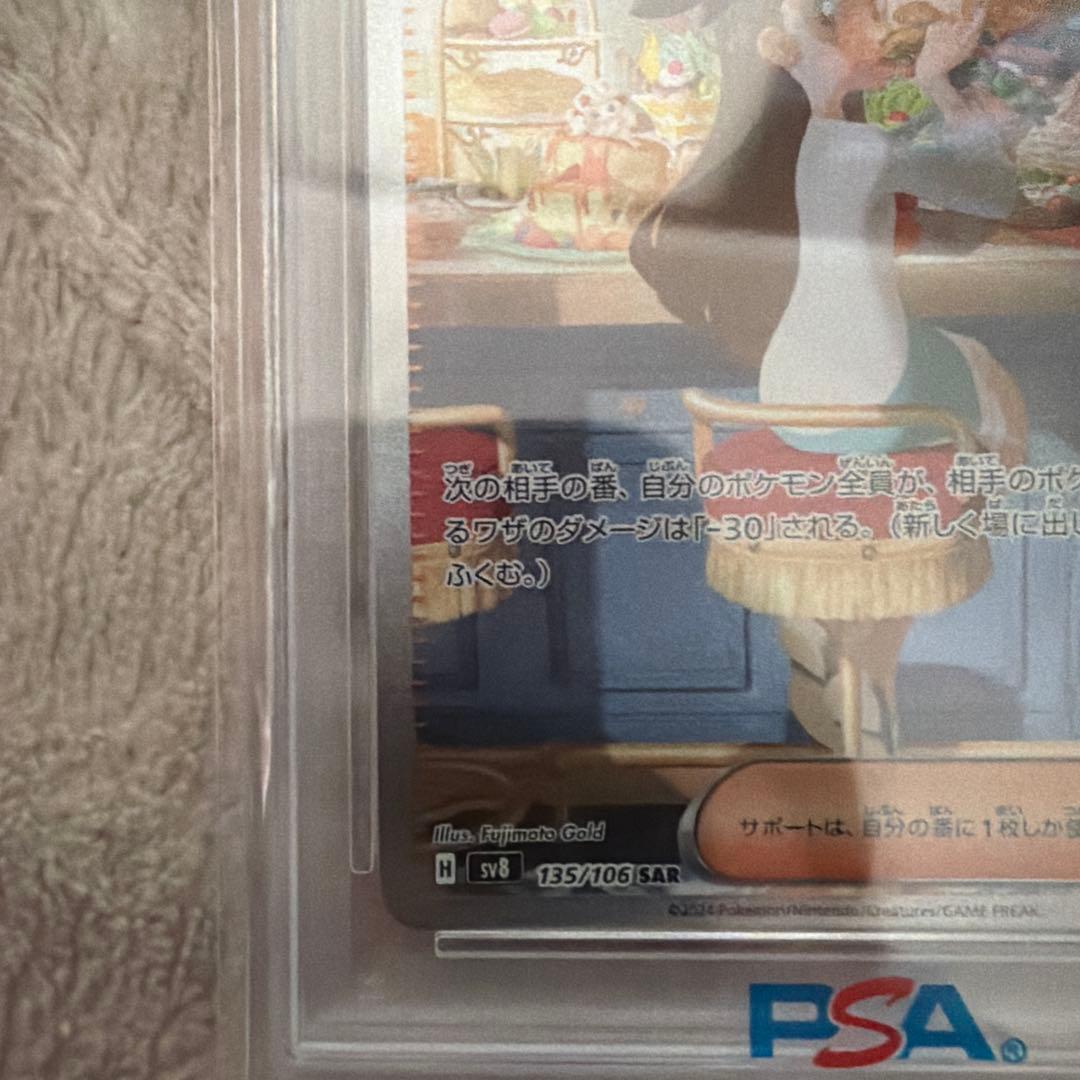 次の相手の番、自分のポケモン全員が、相手のポケ
るワザのダメージは「-30」される。（新しく場に出し
ふくむ。）
Illus. Fujimoto Gold
サポートは、自分の番に1枚しか使
H SV8 135/106 SAR
©2024 Pokémon/Nintendo/Creatures/GAME FREAK
PSA®